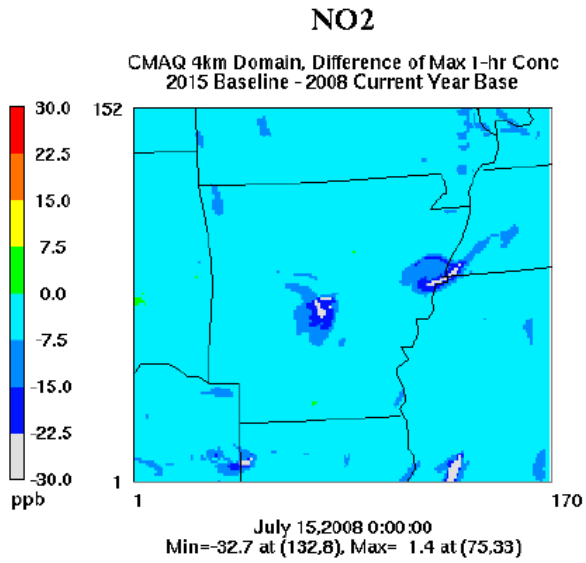 NO2
CMAQ 4km Domain, Difference of Max 1-hr Conc
2015 Baseline - 2008 Current Year Base
30.0
22.5
15.0
7.5
0.0
-7.5
-15.0
-22.5
-30.0
ppb
152
1
1
170
July 15,2008 0:00:00
Min=-32.7 at (132,8), Max= 1.4 at (75,33)